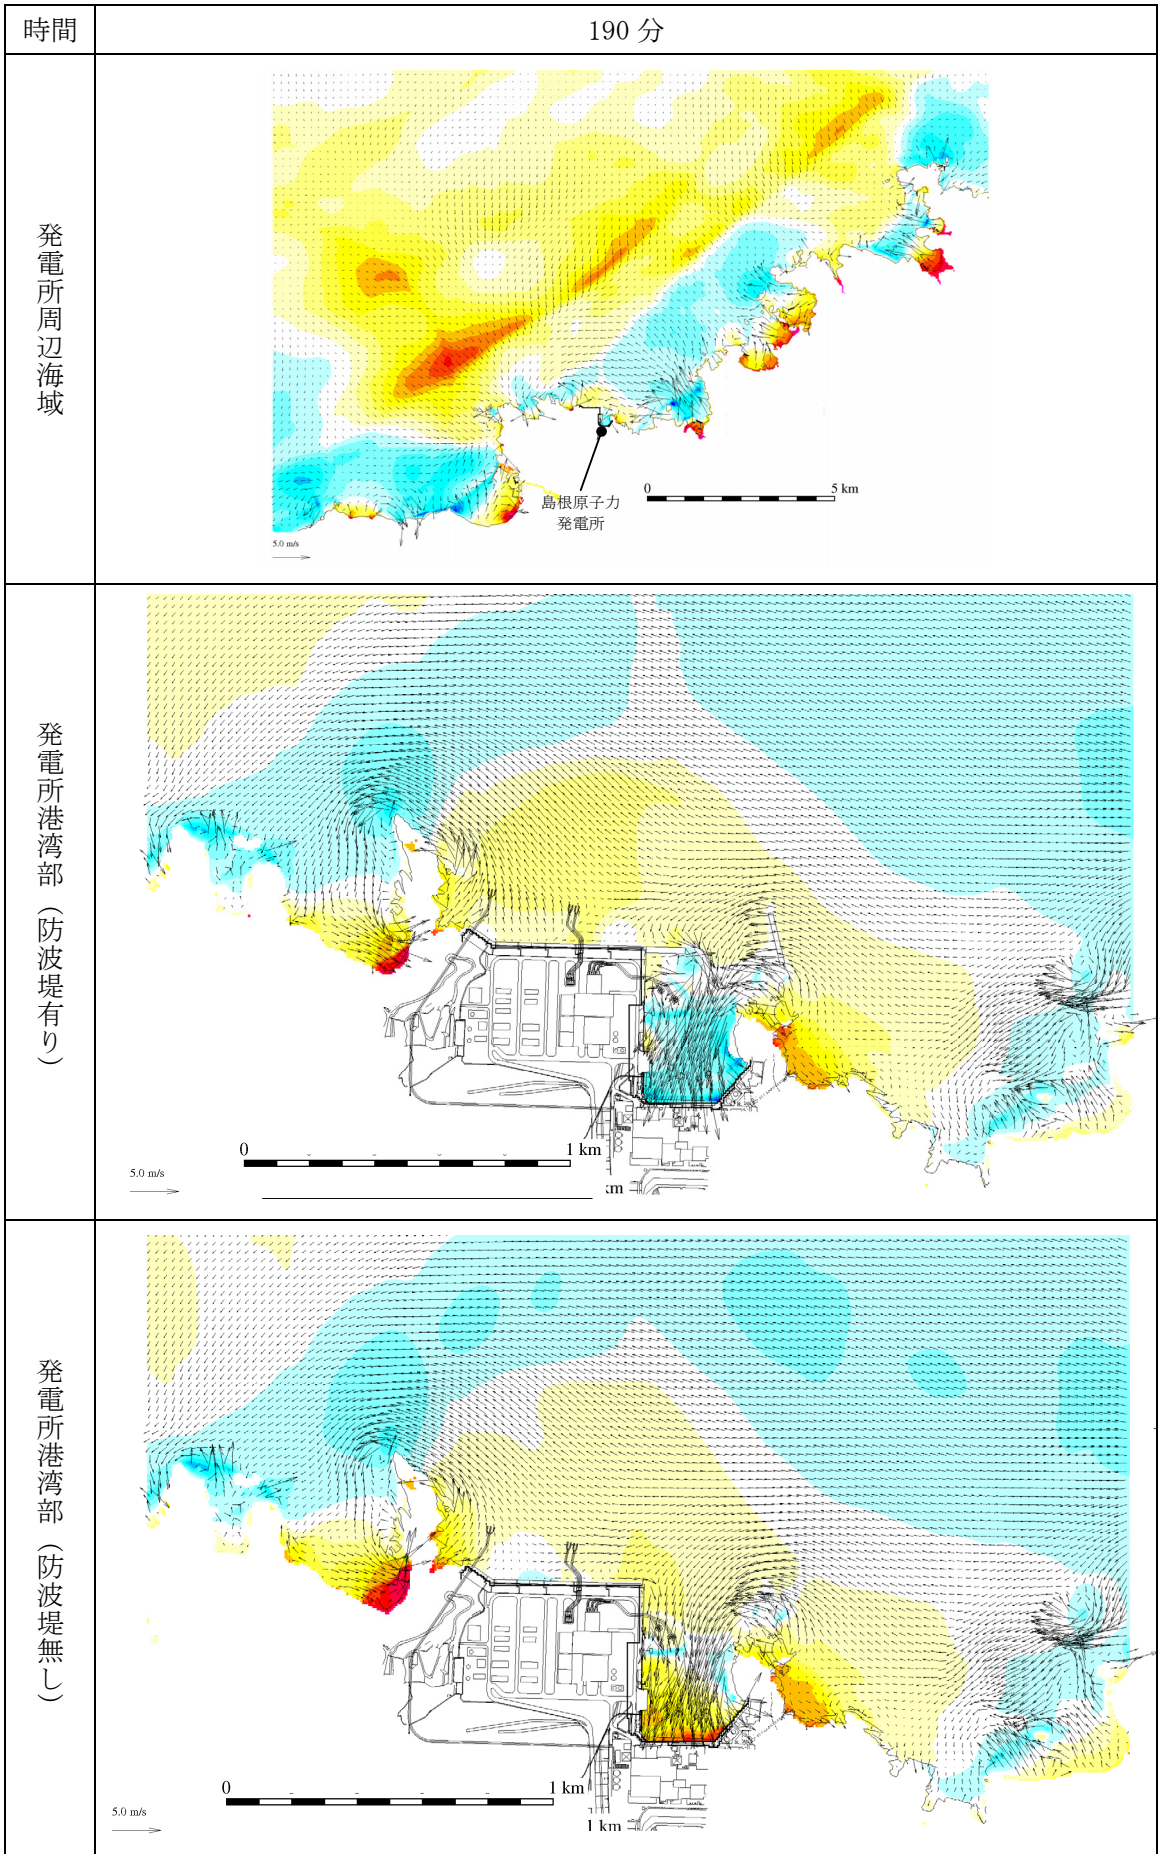 時間
190 分
発電所周辺海域
島根原子力
発電所
0
5 km
5.0 m/s
発電所港湾部（防波堤有り）
0
1 km
5.0 m/s
km
発電所港湾部（防波堤無し）
0
1 km
5.0 m/s
1 km